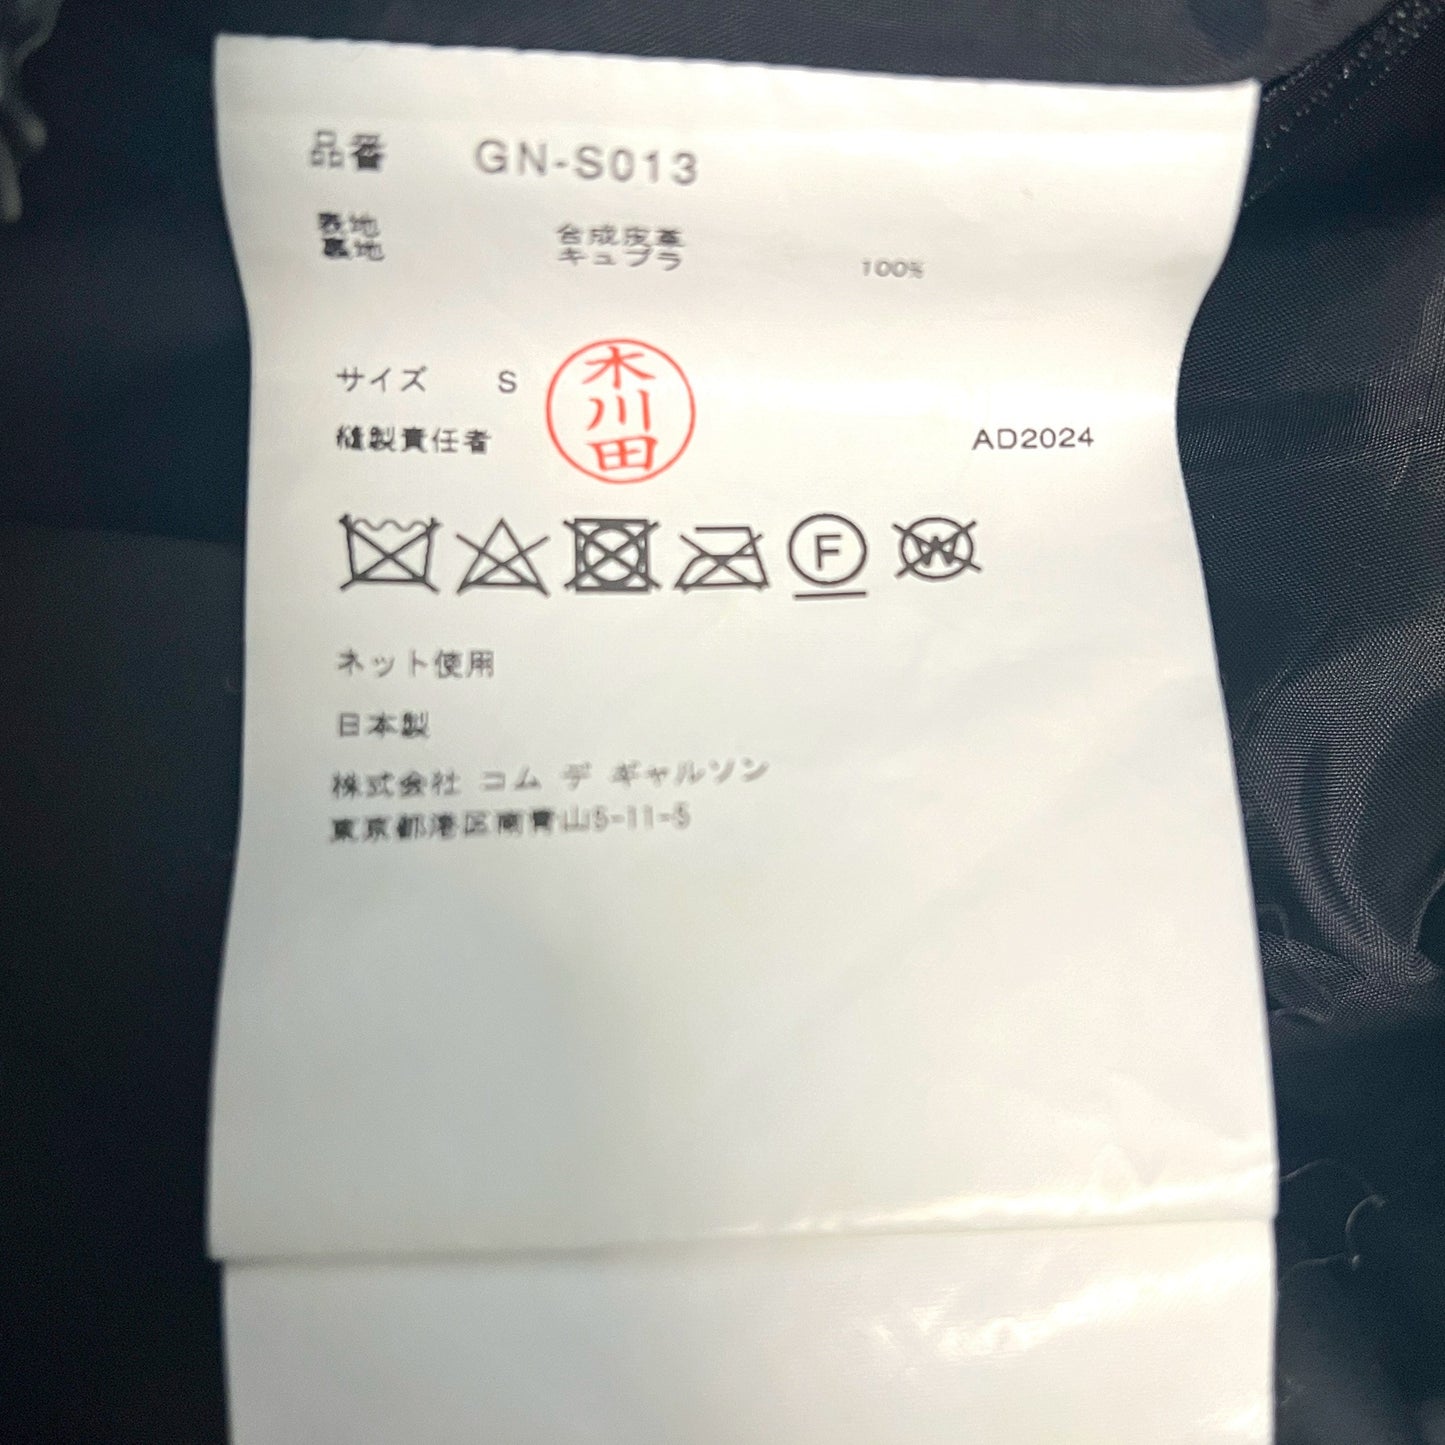 品番 GN-S013
表地 合成皮革
裏地 キュプラ 100%
サイズ S
木川田
縫製責任者 AD2024
F W
ネット使用
日本製
株式会社 コム デ ギャルソン
東京都港区南青山5-11-5